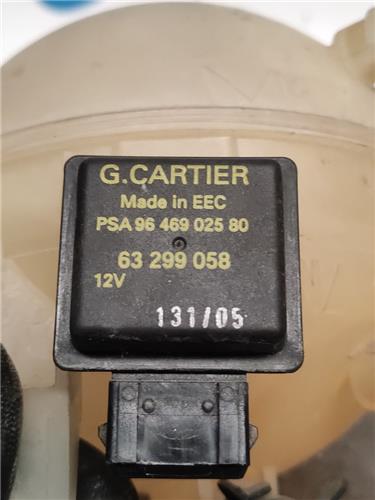 G.CARTIER
Made in EEC
PSA 96 469 025 80
63 299 058
12V
131/05